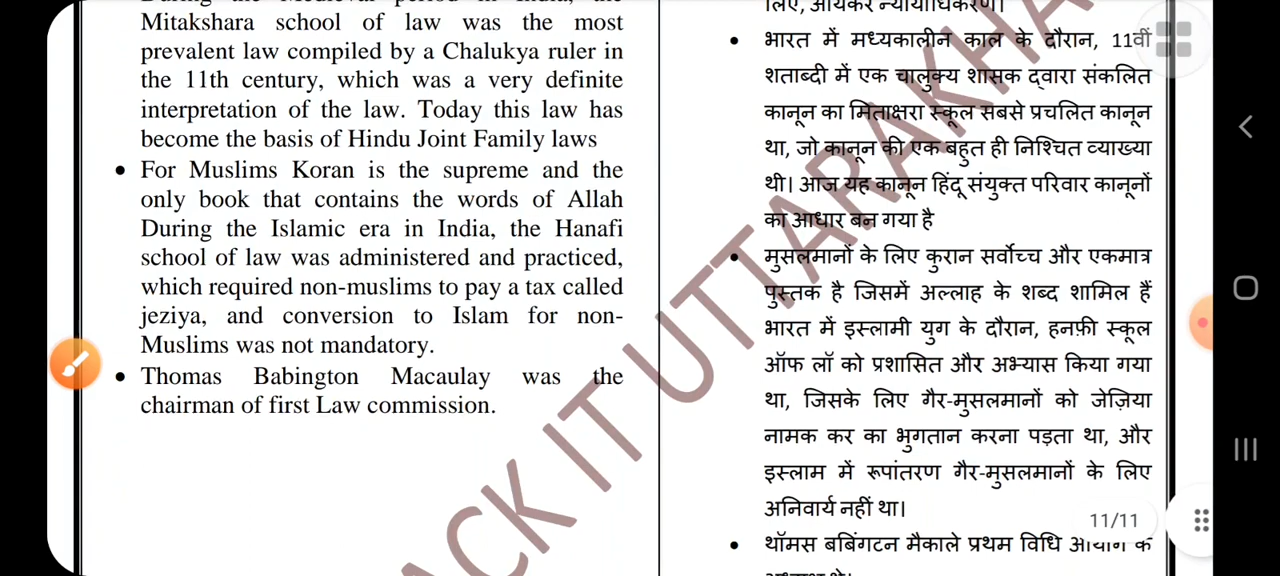 Mitakshara school of law was the most
prevalent law compiled by a Chalukya ruler in
the 11th century, which was a very definite
interpretation of the law. Today this law has
become the basis of Hindu Joint Family laws
• For Muslims Koran is the supreme and the
only book that contains the words of Allah
During the Islamic era in India, the Hanafi
school of law was administered and practiced,
which required non-muslims to pay a tax called
jeziya, and conversion to Islam for non-
Muslims was not mandatory.
• Thomas Babington Macaulay was the
chairman of first Law commission.
लिए, आयकर न्यायाधिकरण।
• भारत में मध्यकालीन काल के दौरान, 11वीं
शताब्दी में एक चालुक्य शासक द्वारा संकलित
कानून का मिताक्षरा स्कूल सबसे प्रचलित कानून
था, जो कानून की एक बहुत ही निश्चित व्याख्या
थी। आज यह कानून हिंदू संयुक्त परिवार कानूनों
का आधार बन गया है
• मुसलमानों के लिए कुरान सर्वोच्च और एकमात्र
पुस्तक है जिसमें अल्लाह के शब्द शामिल हैं
भारत में इस्लामी युग के दौरान, हनफ़ी स्कूल
ऑफ लॉ को प्रशासित और अभ्यास किया गया
था, जिसके लिए गैर-मुसलमानों को जेज़िया
नामक कर का भुगतान करना पड़ता था, और
इस्लाम में रूपांतरण गैर-मुसलमानों के लिए
अनिवार्य नहीं था।
• थॉमस बबिंगटन मैकाले प्रथम विधि आयोग के
11/11
CK IT UTTARAKHA